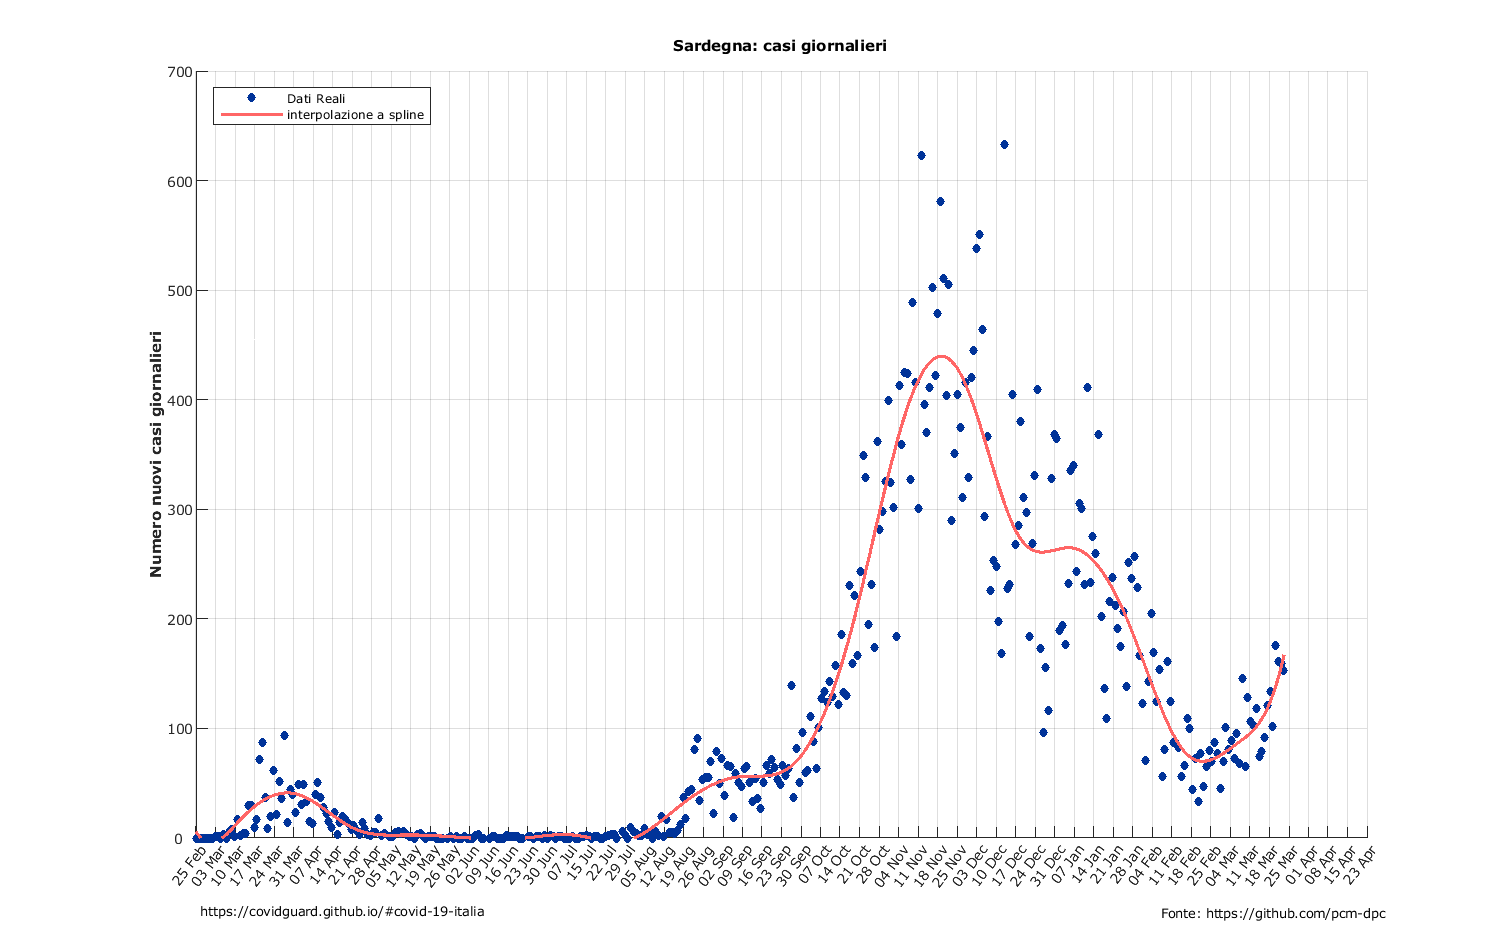 Sardegna: casi giornalieri
700
600
500
400
300
200
100
0
Numero nuovi casi giornalieri
Dati Reali
interpolazione a spline
25 Feb
03 Mar
10 Mar
17 Mar
24 Mar
31 Mar
07 Apr
14 Apr
21 Apr
28 Apr
05 May
12 May
19 May
26 May
02 Jun
09 Jun
16 Jun
23 Jun
30 Jun
07 Jul
15 Jul
22 Jul
29 Jul
05 Aug
12 Aug
19 Aug
26 Aug
02 Sep
09 Sep
16 Sep
23 Sep
30 Sep
07 Oct
14 Oct
21 Oct
28 Oct
04 Nov
11 Nov
18 Nov
25 Nov
03 Dec
10 Dec
17 Dec
24 Dec
31 Dec
07 Jan
14 Jan
21 Jan
28 Jan
04 Feb
11 Feb
18 Feb
25 Feb
04 Mar
11 Mar
18 Mar
25 Mar
01 Apr
08 Apr
15 Apr
23 Apr
https://covidguard.github.io/#covid-19-italia
Fonte: https://github.com/pcm-dpc